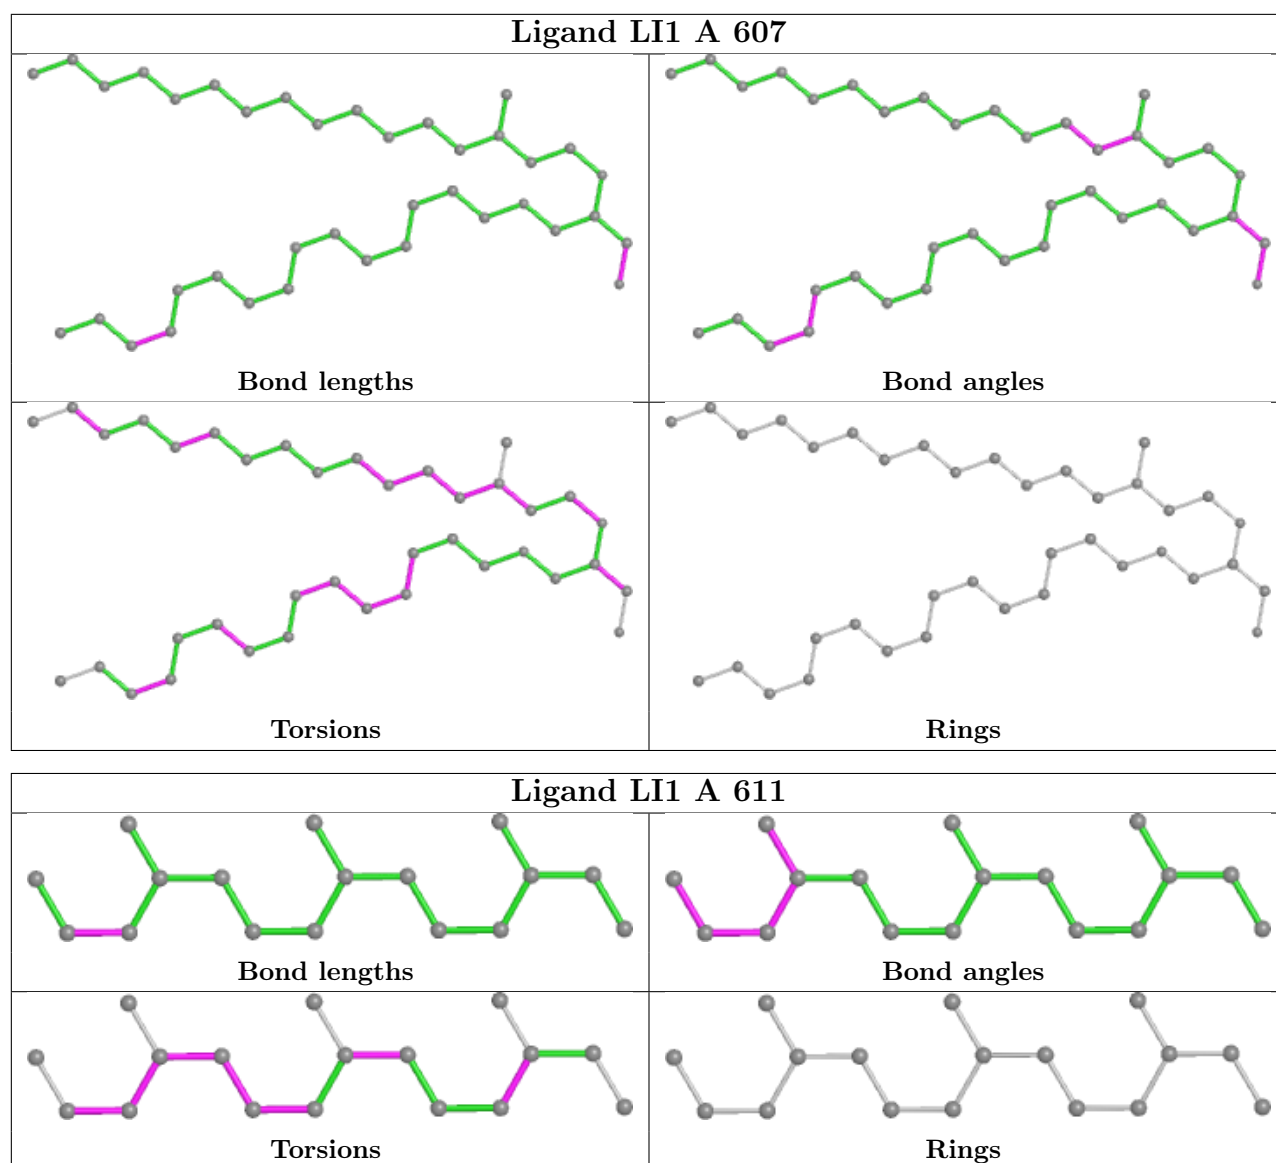 Ligand LI1 A 607
Bond lengths
Bond angles
Torsions
Rings
Ligand LI1 A 611
Bond lengths
Bond angles
Torsions
Rings